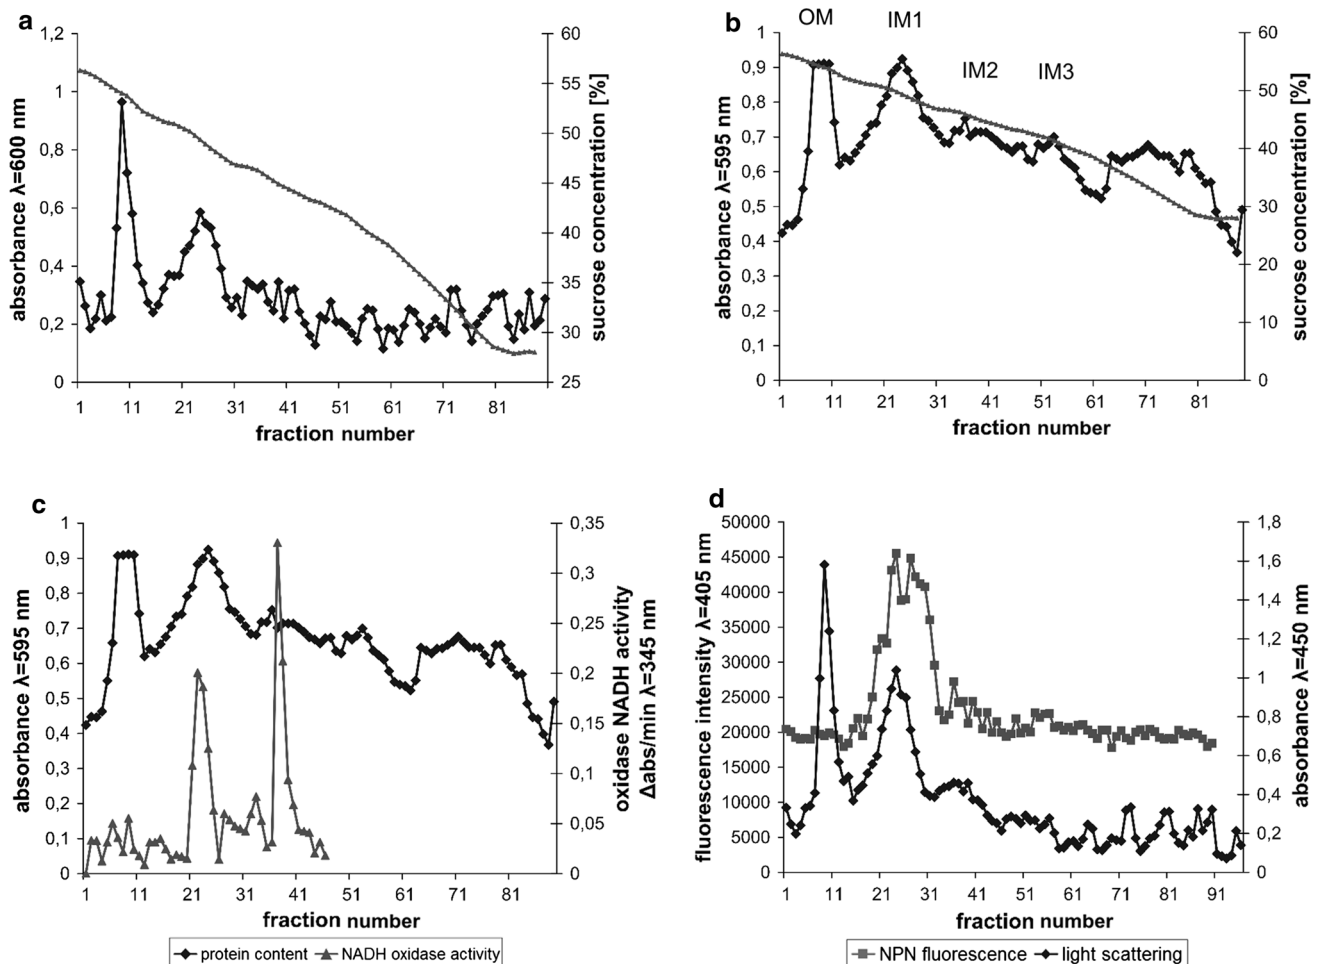 a
1,2
1
0,8
0,6
0,4
0,2
0
absorbance λ=600 nm
60
55
50
45
40
35
30
25
sucrose concentration [%]
1 11 21 31 41 51 61 71 81
fraction number
b
OM IM1
IM2 IM3
1
0,9
0,8
0,7
0,6
0,5
0,4
0,3
0,2
0,1
0
absorbance λ=595 nm
60
50
40
30
20
10
0
sucrose concentration [%]
1 11 21 31 41 51 61 71 81
fraction number
c
1
0,9
0,8
0,7
0,6
0,5
0,4
0,3
0,2
0,1
0
absorbance λ=595 nm
0,35
0,3
0,25
0,2
0,15
0,1
0,05
0
oxidase NADH activity
Δabs/min λ=345 nm
1 11 21 31 41 51 61 71 81
fraction number
protein content NADH oxidase activity
d
50000
45000
40000
35000
30000
25000
20000
15000
10000
5000
0
fluorescence intensity λ=405 nm
1,8
1,6
1,4
1,2
1
0,8
0,6
0,4
0,2
0
absorbance λ=450 nm
1 11 21 31 41 51 61 71 81 91
fraction number
NPN fluorescence light scattering